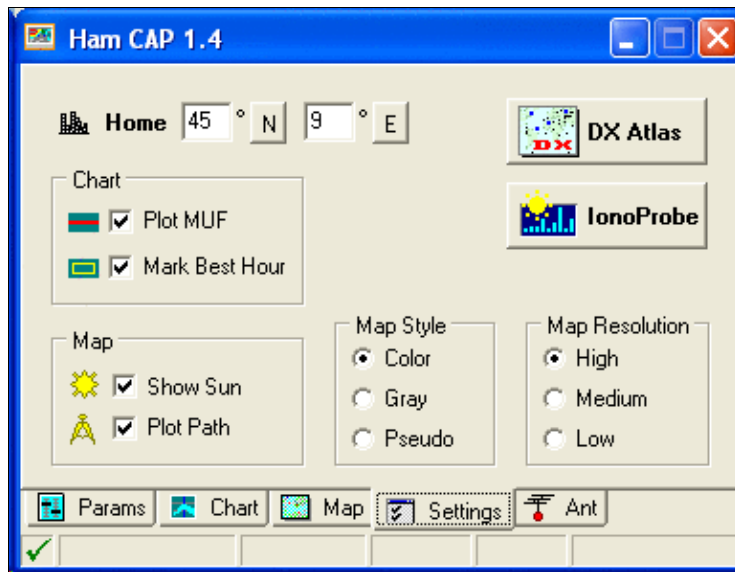 Ham CAP 1.4
Home 45 ° N 9 ° E
DX
DX Atlas
IonoProbe
Chart
Plot MUF
Mark Best Hour
Map
Show Sun
Plot Path
Map Style
Color
Gray
Pseudo
Map Resolution
High
Medium
Low
Params Chart Map Settings Ant